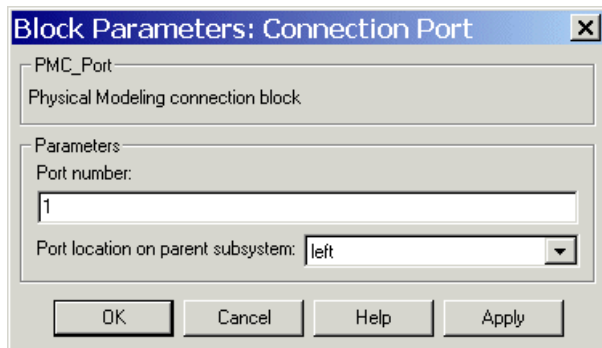 Block Parameters: Connection Port
PMC_Port
Physical Modeling connection block
Parameters
Port number:
1
Port location on parent subsystem: left
OK Cancel Help Apply